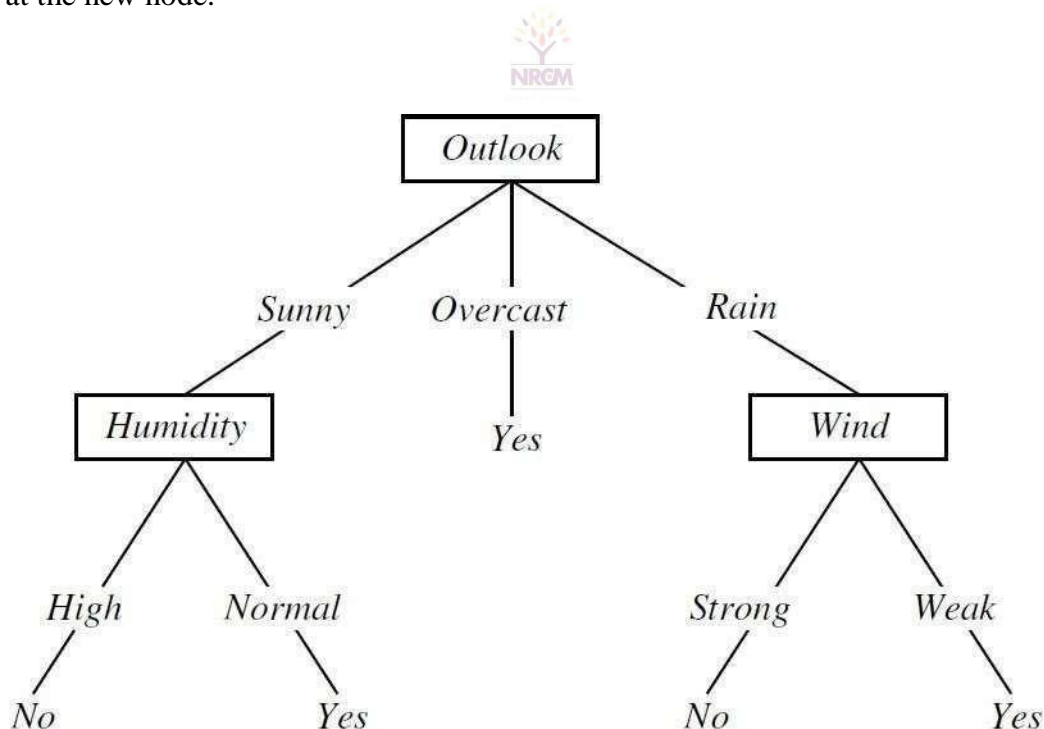 at the new node.
NRCM
Outlook
Sunny Overcast Rain
Humidity Wind
Yes
High Normal Strong Weak
No Yes No Yes